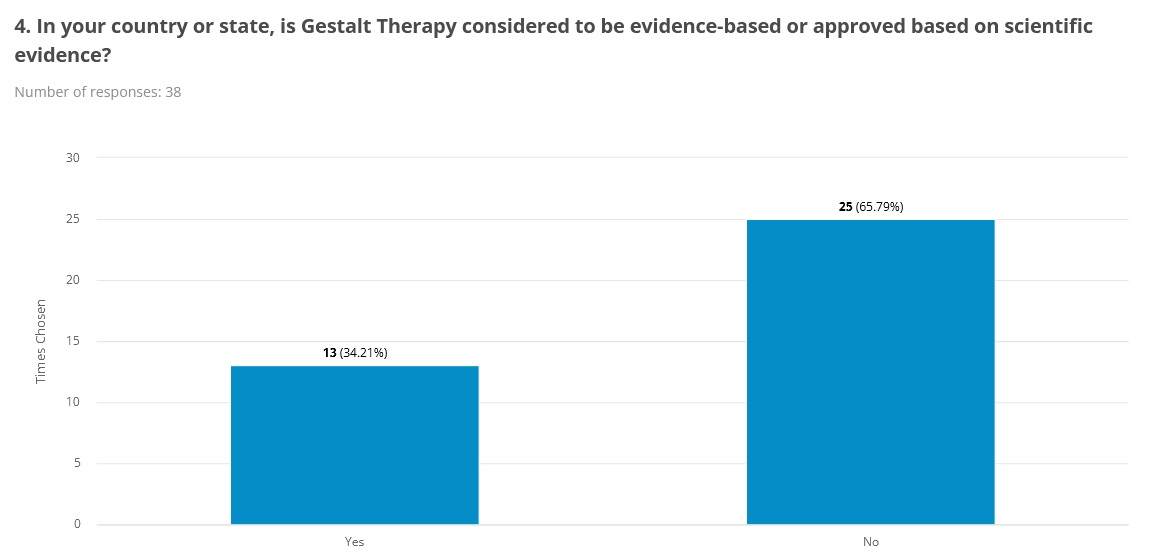 4. In your country or state, is Gestalt Therapy considered to be evidence-based or approved based on scientific
evidence?
Number of responses: 38
30
25
20
15
10
5
0
Times Chosen
13 (34.21%)
25 (65.79%)
Yes
No